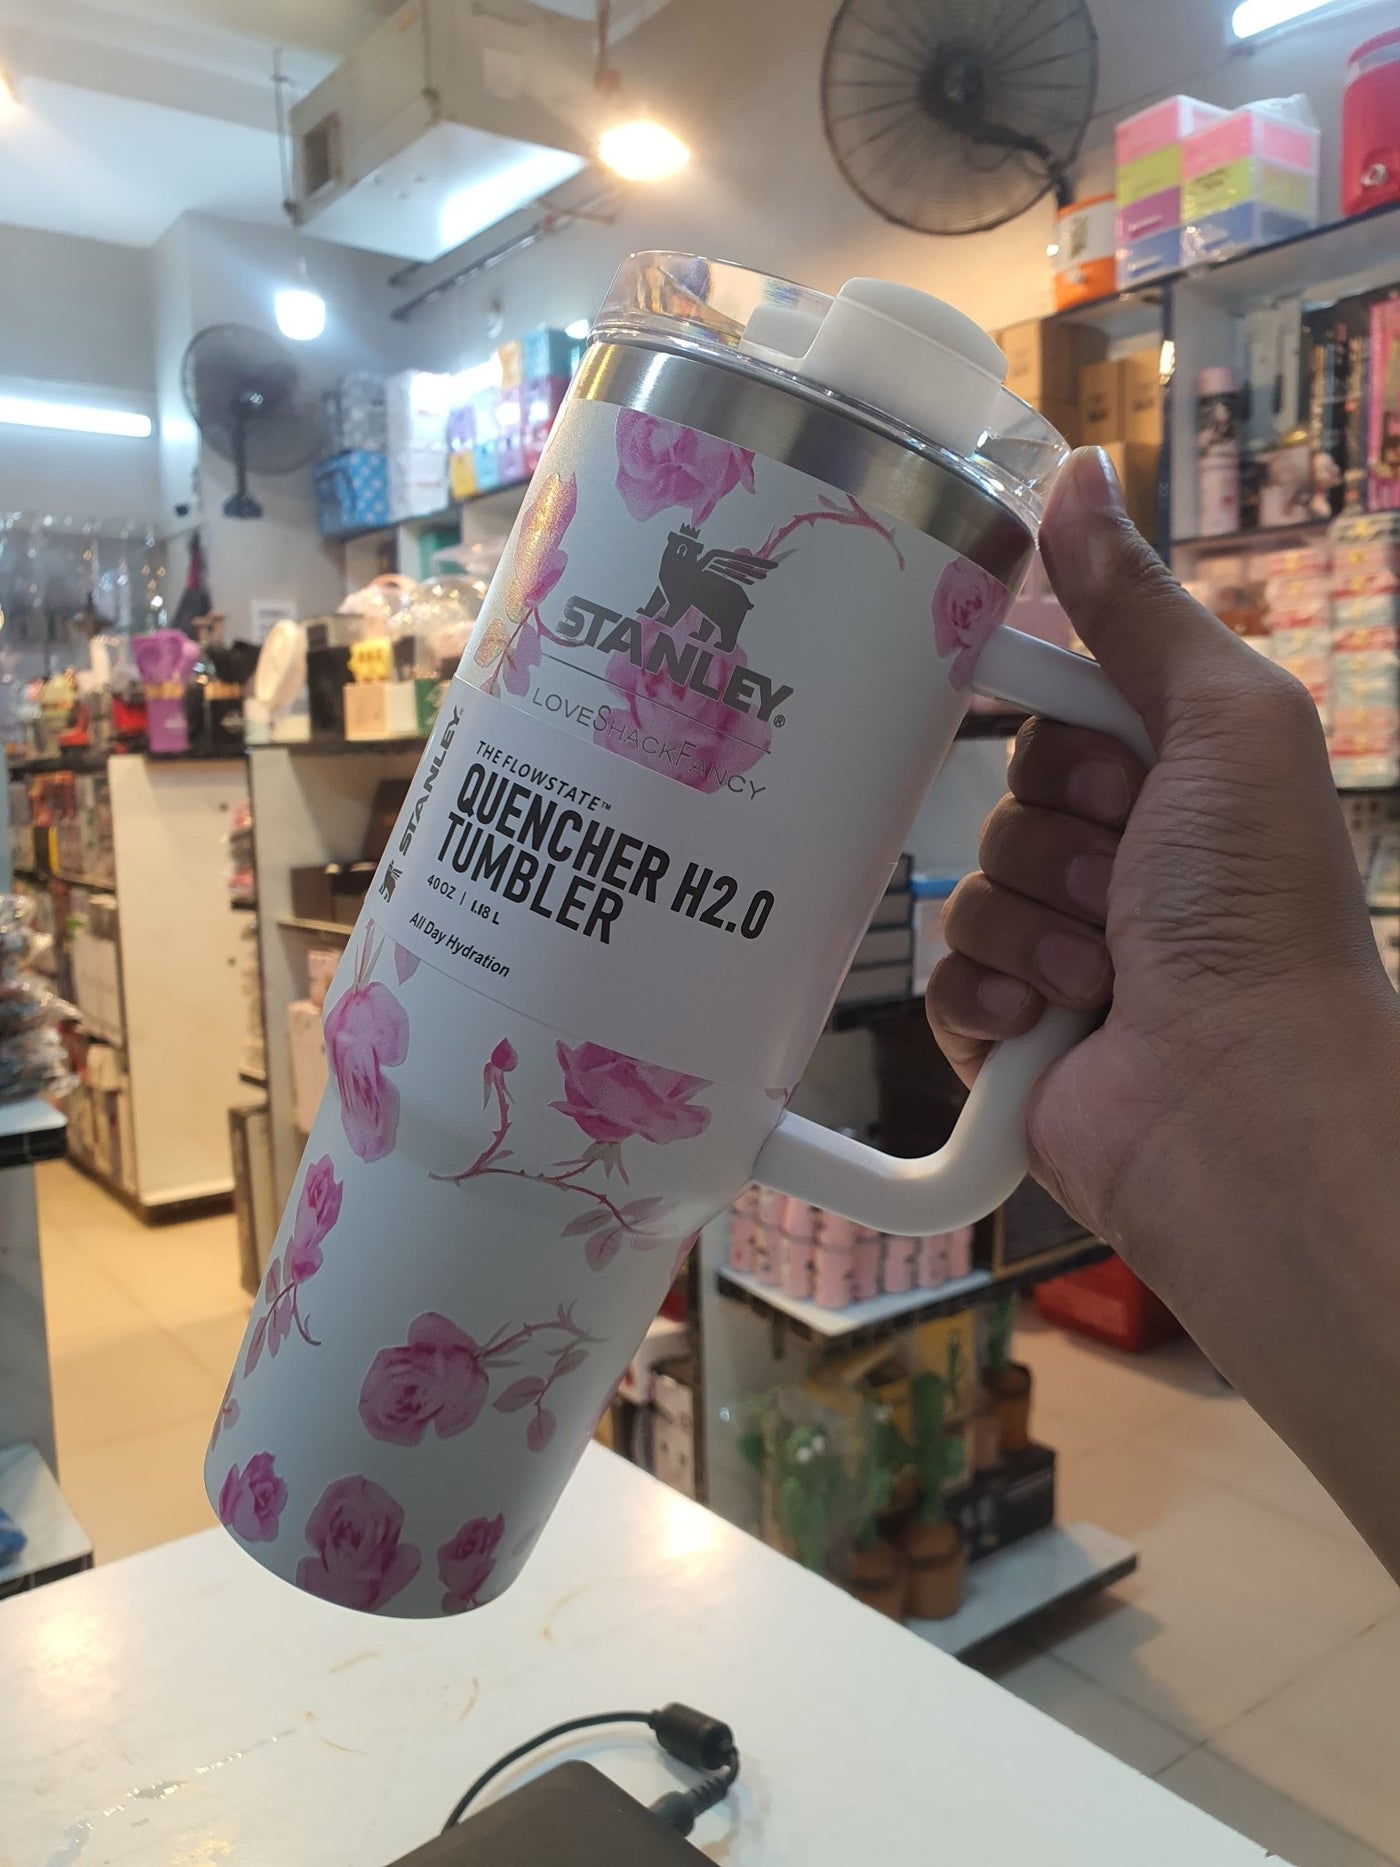 STANLEY®
LOVESHACKFANCY
STANLEY®
THE FLOWSTATE™
QUENCHER H2.0
TUMBLER
40OZ | 1.18 L
All Day Hydration